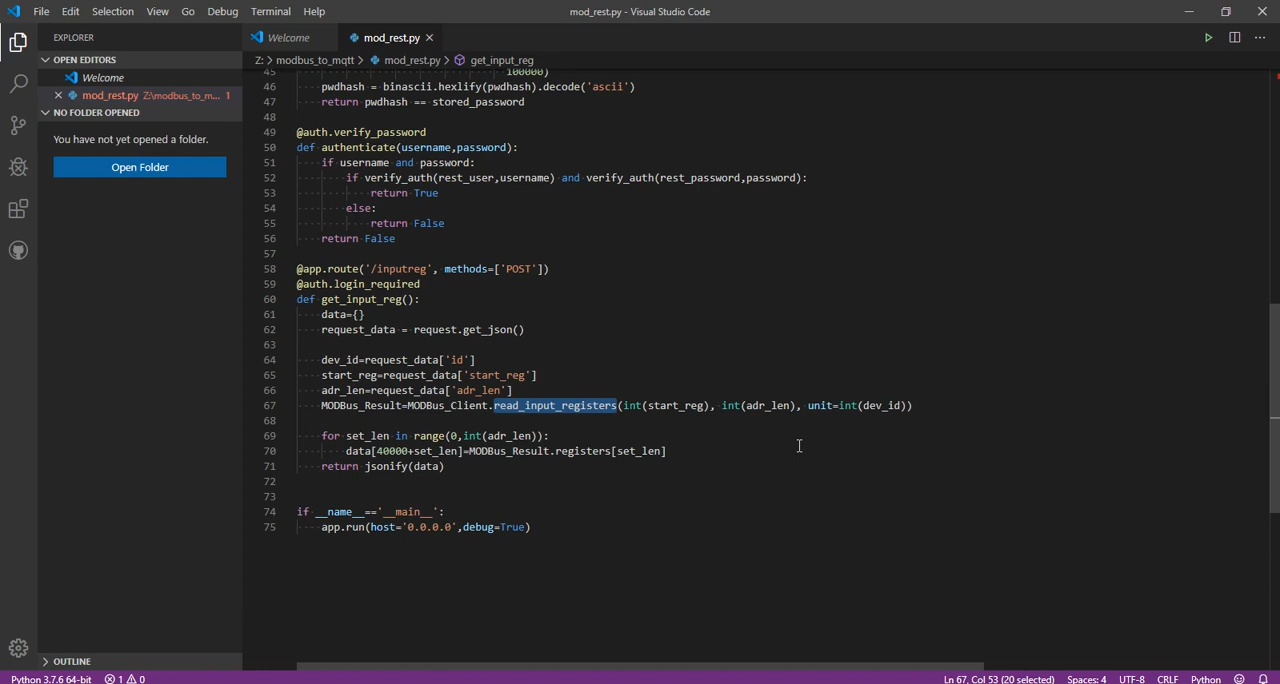 File Edit Selection View Go Debug Terminal Help
mod_rest.py - Visual Studio Code
EXPLORER
OPEN EDITORS
Welcome
mod_rest.py Z:\modbus_to_m... 1
NO FOLDER OPENED
You have not yet opened a folder.
Open Folder
OUTLINE
Welcome
mod_rest.py
Z: > modbus_to_mqtt > mod_rest.py > get_input_reg
45 100000)
46 pwdhash = binascii.hexlify(pwdhash).decode('ascii')
47 return pwdhash == stored_password
48
49 @auth.verify_password
50 def authenticate(username,password):
51 if username and password:
52 if verify_auth(rest_user,username) and verify_auth(rest_password,password):
53 return True
54 else:
55 return False
56 return False
57
58 @app.route('/inputreg', methods=['POST'])
59 @auth.login_required
60 def get_input_reg():
61 data={}
62 request_data = request.get_json()
63
64 dev_id=request_data['id']
65 start_reg=request_data['start_reg']
66 adr_len=request_data['adr_len']
67 MODBus_Result=MODBus_Client.read_input_registers(int(start_reg), int(adr_len), unit=int(dev_id))
68
69 for set_len in range(0,int(adr_len)):
70 data[40000+set_len]=MODBus_Result.registers[set_len]
71 return jsonify(data)
72
73
74 if __name__=='__main__':
75 app.run(host='0.0.0.0',debug=True)
Python 3.7.6 64-bit 1 0
Ln 67, Col 53 (20 selected) Spaces: 4 UTF-8 CRLF Python